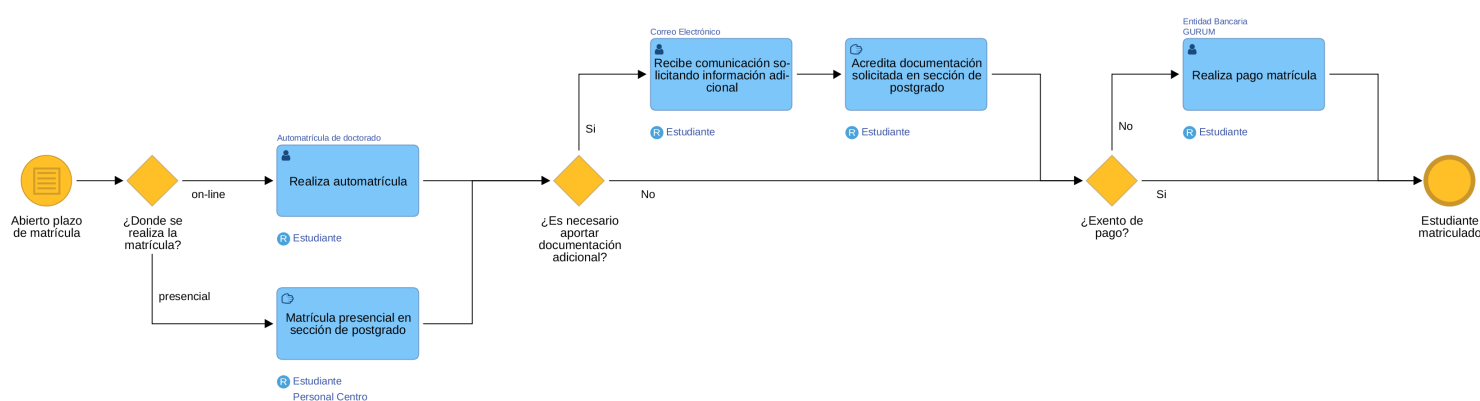 Abierto plazo
de matrícula
¿Donde se
realiza la
matrícula?
on-line
presencial
Automatrícula de doctorado
Realiza automatrícula
R Estudiante
Matrícula presencial en
sección de postgrado
R Estudiante
Personal Centro
¿Es necesario
aportar
documentación
adicional?
Si
No
Correo Electrónico
Recibe comunicación so-
licitando información adi-
cional
R Estudiante
Acredita documentación
solicitada en sección de
postgrado
R Estudiante
¿Exento de
pago?
No
Si
Entidad Bancaria
GURUM
Realiza pago matrícula
R Estudiante
Estudiante
matriculado